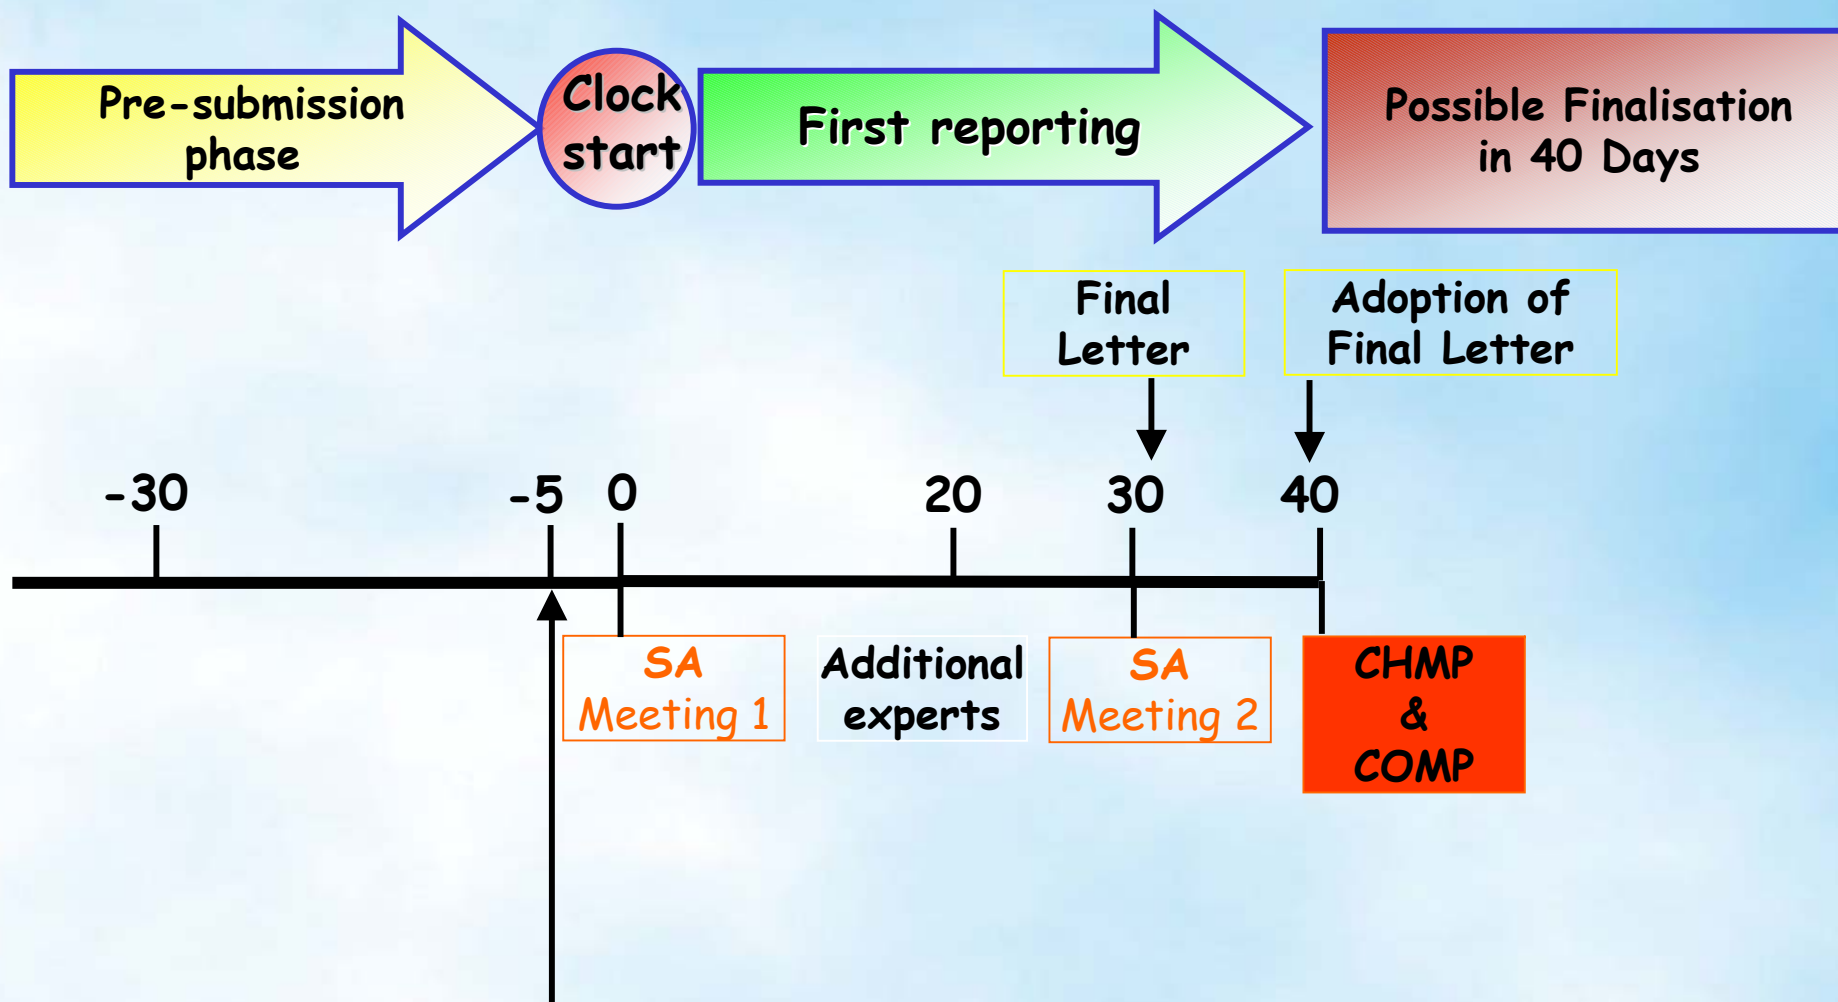 Pre-submission
phase
Clock
start
First reporting
Possible Finalisation
in 40 Days
Final
Letter
Adoption of
Final Letter
-30
-5
0
20
30
40
SA
Meeting 1
Additional
experts
SA
Meeting 2
CHMP
&
COMP